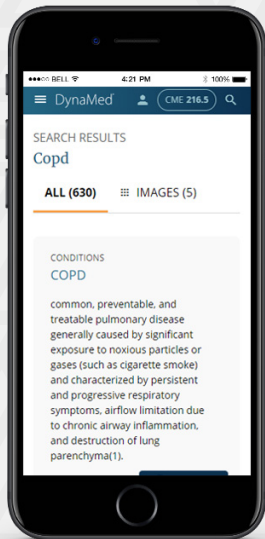 BELL 4:21 PM 100%
DynaMed CME 216.5
SEARCH RESULTS
Copd
ALL (630) IMAGES (5)
CONDITIONS
COPD
common, preventable, and
treatable pulmonary disease
generally caused by significant
exposure to noxious particles or
gases (such as cigarette smoke)
and characterized by persistent
and progressive respiratory
symptoms, airflow limitation due
to chronic airway inflammation,
and destruction of lung
parenchyma(1).